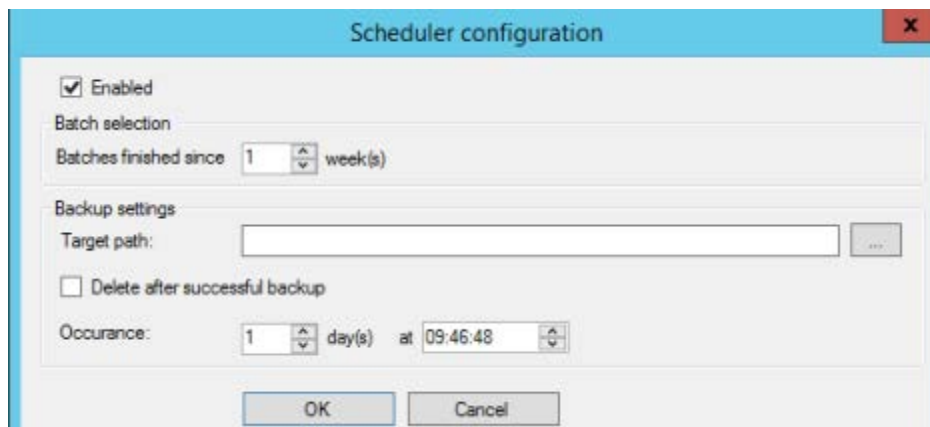 Scheduler configuration
x
Enabled
Batch selection
Batches finished since 1 week(s)
Backup settings
Target path: ...
Delete after successful backup
Occurance: 1 day(s) at 09:46:48
OK Cancel